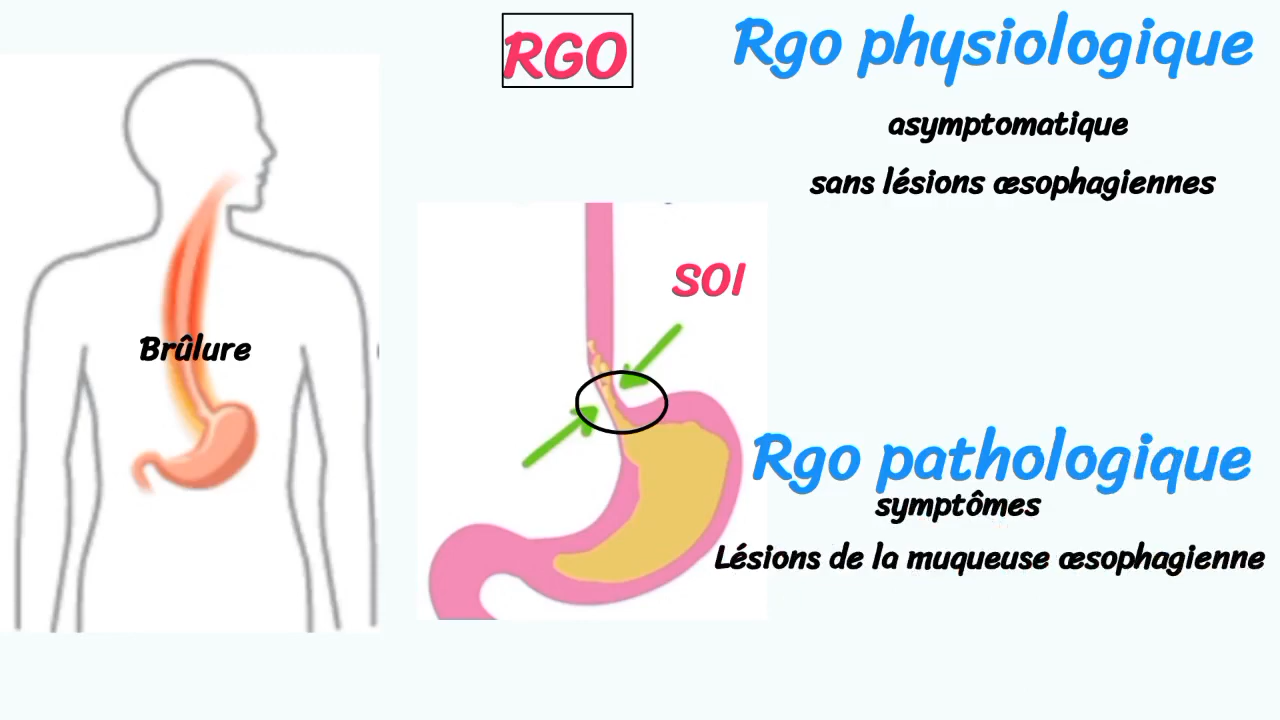 RGO
Rgo physiologique
asymptomatique
sans lésions œsophagiennes
SOI
Brûlure
Rgo pathologique
symptômes
Lésions de la muqueuse œsophagienne